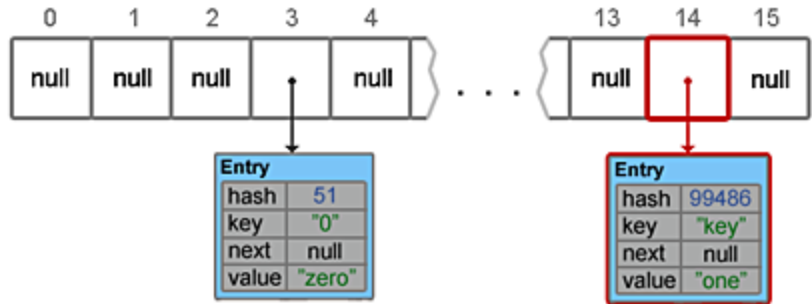 0 1 2 3 4 13 14 15
null null null null . . . null null
Entry
hash 51
key "0"
next null
value "zero"
Entry
hash 99486
key "key"
next null
value "one"